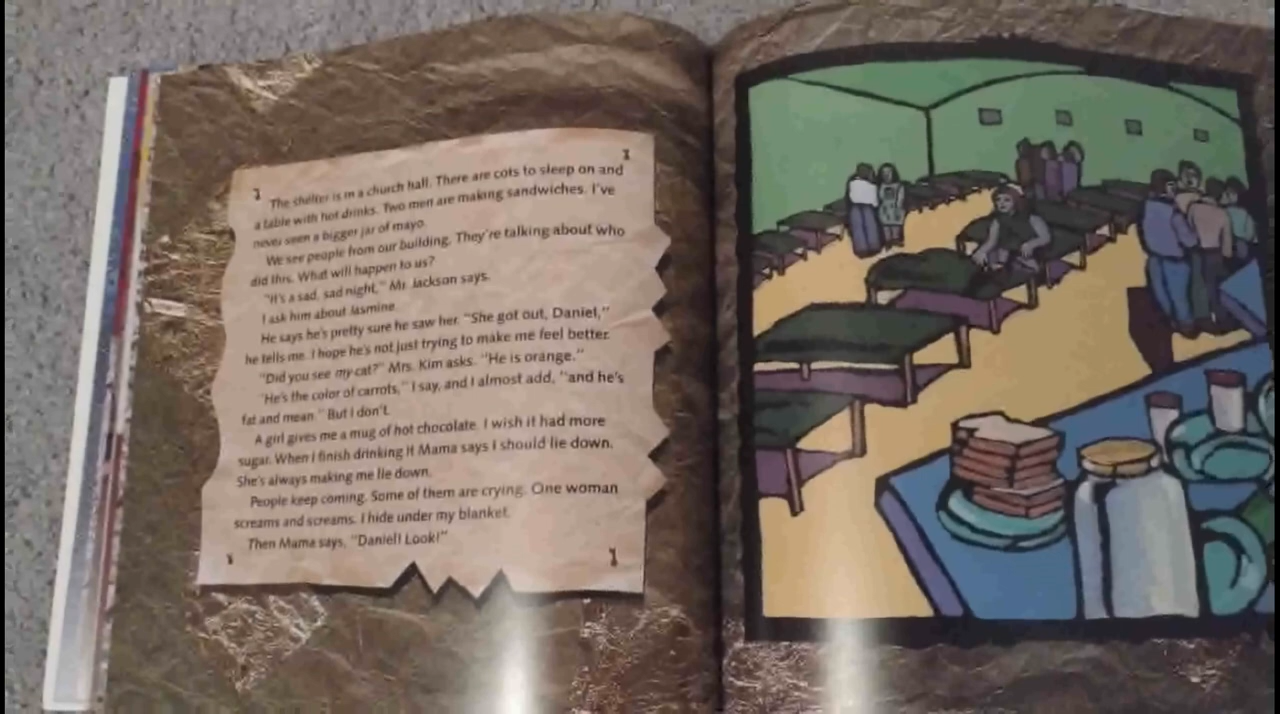 The shelter is in a church hall. There are cots to sleep on and
a table with hot drinks. Two men are making sandwiches. I've
never seen a bigger jar of mayo.
We see people from our building. They're talking about who
did this. What will happen to us?
"It's a sad, sad night," Mr. Jackson says.
I ask him about Jasmine.
He says he's pretty sure he saw her. "She got out, Daniel,"
he tells me. I hope he's not just trying to make me feel better.
"Did you see my cat?" Mrs. Kim asks. "He is orange."
"He's the color of carrots," I say, and I almost add, "and he's
fat and mean." But I don't.
A girl gives me a mug of hot chocolate. I wish it had more
sugar. When I finish drinking it Mama says I should lie down.
She's always making me lie down.
People keep coming. Some of them are crying. One woman
screams and screams. I hide under my blanket.
Then Mama says, "Daniel! Look!"